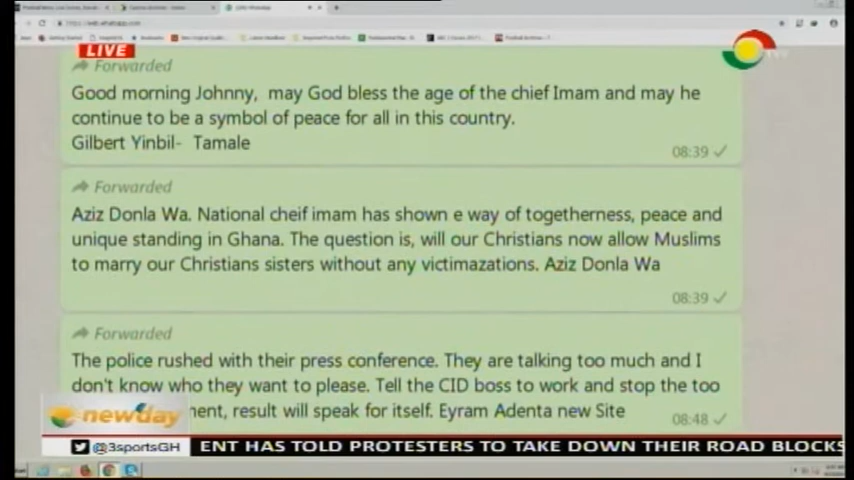 https://web.whatsapp.com
LIVE
Forwarded
Good morning Johnny, may God bless the age of the chief Imam and may he
continue to be a symbol of peace for all in this country.
Gilbert Yinbil- Tamale
08:39
Forwarded
Aziz Donla Wa. National cheif imam has shown e way of togetherness, peace and
unique standing in Ghana. The question is, will our Christians now allow Muslims
to marry our Christians sisters without any victimazations. Aziz Donla Wa
08:39
Forwarded
The police rushed with their press conference. They are talking too much and I
don't know who they want to please. Tell the CID boss to work and stop the too
ent, result will speak for itself. Eyram Adenta new Site
08:48
newday
@3sportsGH ENT HAS TOLD PROTESTERS TO TAKE DOWN THEIR ROAD BLOCKS